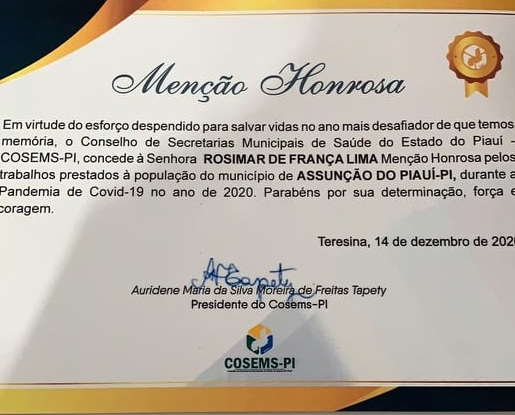 Menção Honrosa
Em virtude do esforço despendido para salvar vidas no ano mais desafiador de que temos
memória, o Conselho de Secretarias Municipais de Saúde do Estado do Piauí -
COSEMS-PI, concede à Senhora ROSIMAR DE FRANÇA LIMA Menção Honrosa pelos
trabalhos prestados à população do município de ASSUNÇÃO DO PIAUÍ-PI, durante a
Pandemia de Covid-19 no ano de 2020. Parabéns por sua determinação, força e
coragem.
Teresina, 14 de dezembro de 2020
Auridene Maria da Silva Moreira de Freitas Tapety
Presidente do Cosems-PI
COSEMS-PI